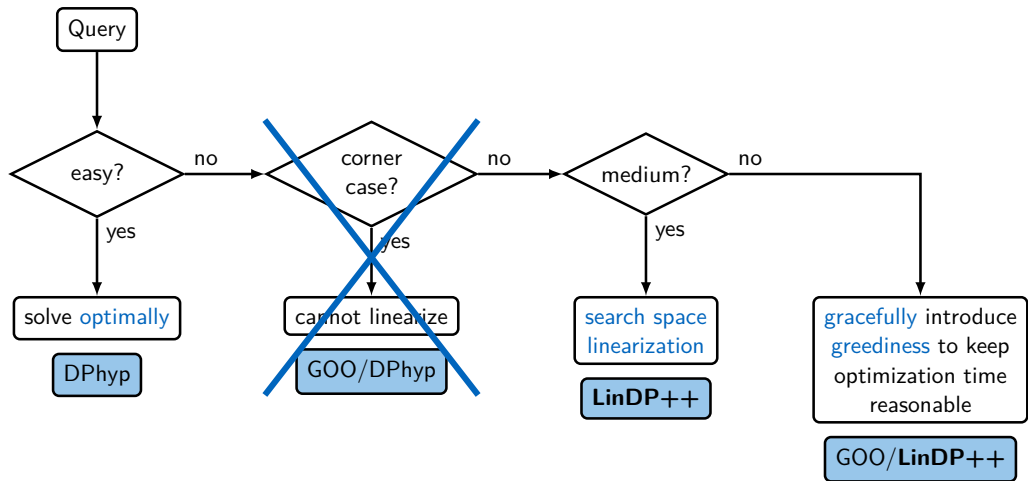 Query
easy?
no
corner
case?
no
medium?
no
yes
yes
yes
solve optimally
DPhyp
cannot linearize
GOO/DPhyp
search space
linearization
LinDP++
gracefully introduce
greediness to keep
optimization time
reasonable
GOO/LinDP++